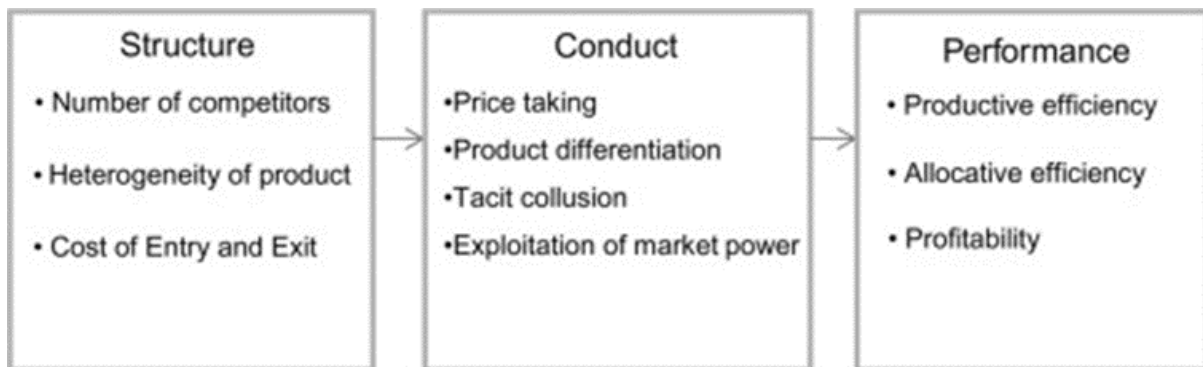 Structure
• Number of competitors
• Heterogeneity of product
• Cost of Entry and Exit
Conduct
•Price taking
•Product differentiation
•Tacit collusion
•Exploitation of market power
Performance
• Productive efficiency
• Allocative efficiency
• Profitability